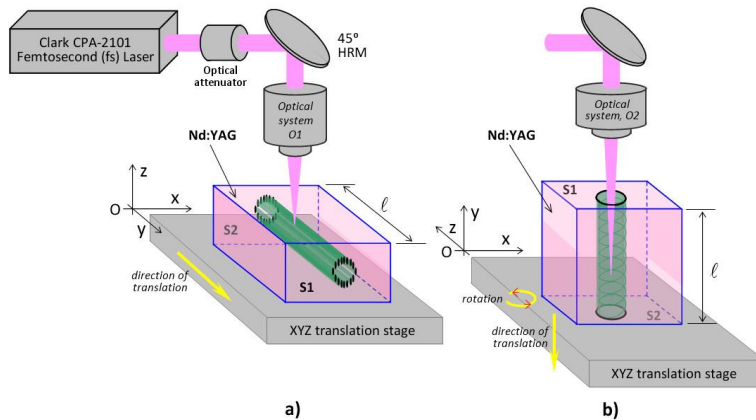 Clark CPA-2101
Femtosecond (fs) Laser
Optical
attenuator
45º
HRM
Optical
system
O1
Nd:YAG
z
x
O
y
S2
S1
ℓ
direction of
translation
XYZ translation stage
a)
Optical
system, O2
Nd:YAG
S1
y
z
x
O
ℓ
rotation
S2
direction of
translation
XYZ translation stage
b)